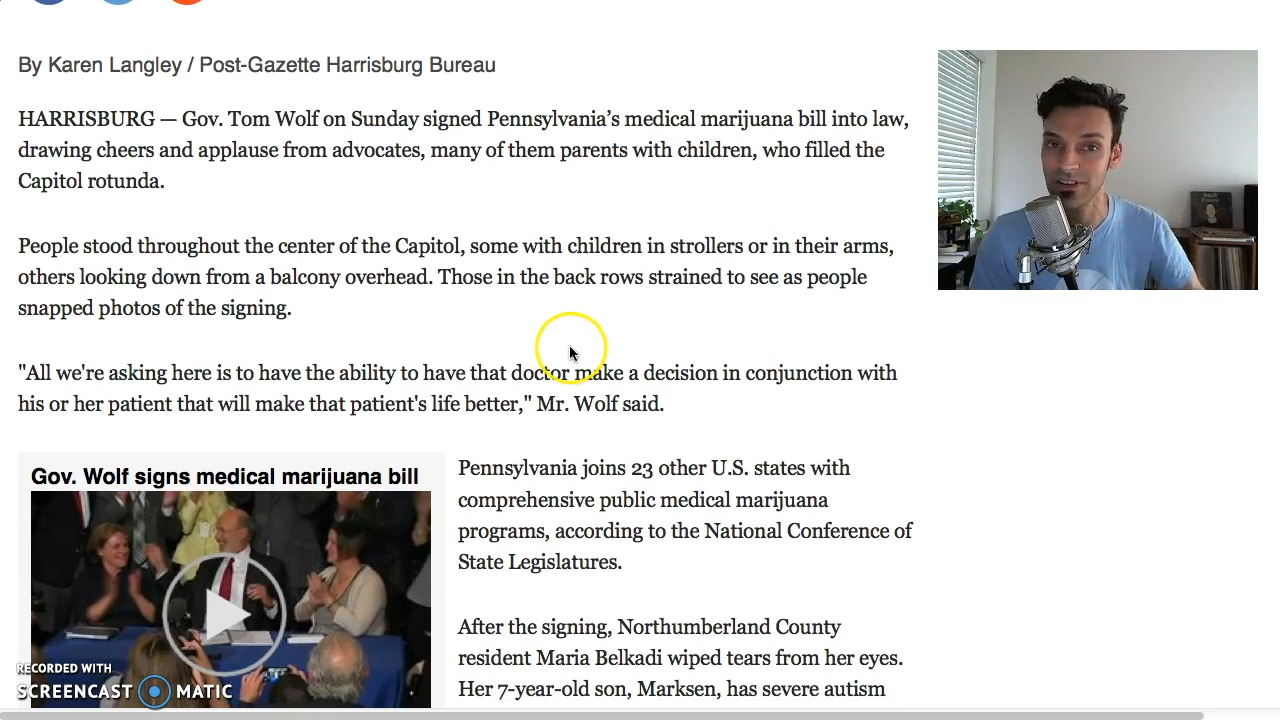 By Karen Langley / Post-Gazette Harrisburg Bureau
HARRISBURG — Gov. Tom Wolf on Sunday signed Pennsylvania’s medical marijuana bill into law,
drawing cheers and applause from advocates, many of them parents with children, who filled the
Capitol rotunda.
People stood throughout the center of the Capitol, some with children in strollers or in their arms,
others looking down from a balcony overhead. Those in the back rows strained to see as people
snapped photos of the signing.
"All we're asking here is to have the ability to have that doctor make a decision in conjunction with
his or her patient that will make that patient's life better," Mr. Wolf said.
Gov. Wolf signs medical marijuana bill
Pennsylvania joins 23 other U.S. states with
comprehensive public medical marijuana
programs, according to the National Conference of
State Legislatures.
After the signing, Northumberland County
resident Maria Belkadi wiped tears from her eyes.
Her 7-year-old son, Marksen, has severe autism
RECORDED WITH
SCREENCAST MATIC